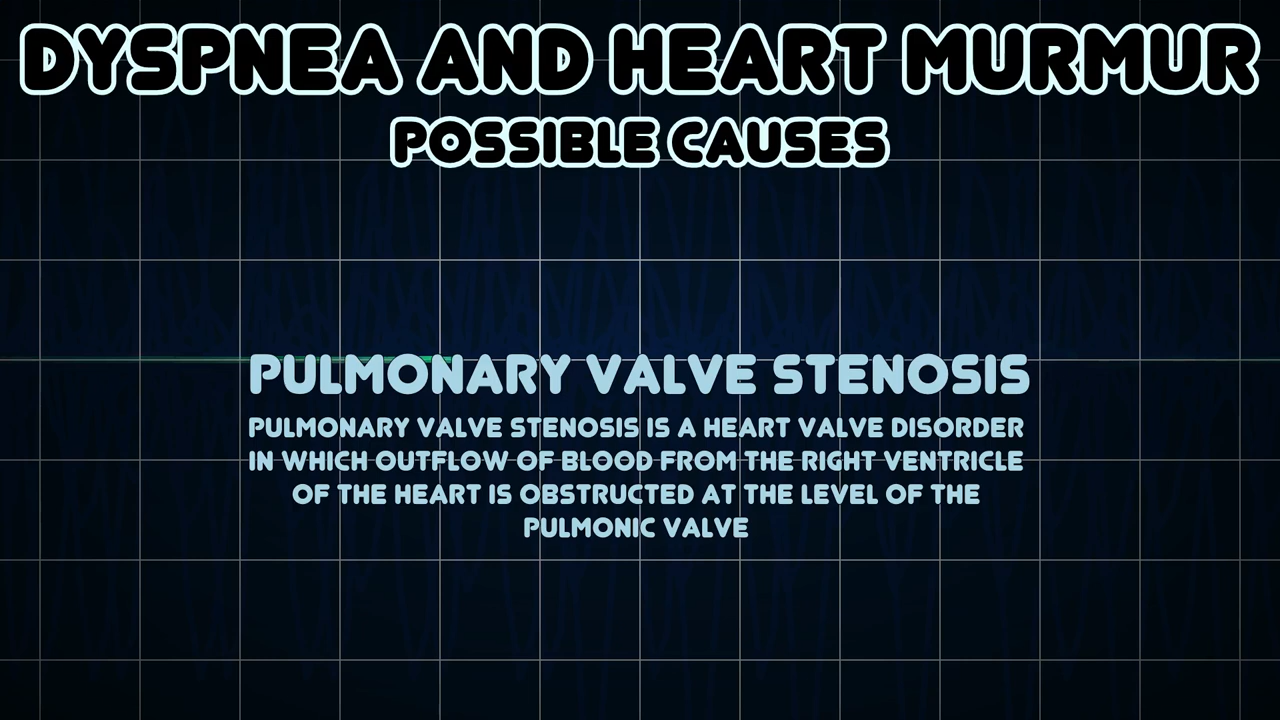 DYSPNEA AND HEART MURMUR
POSSIBLE CAUSES
PULMONARY VALVE STENOSIS
PULMONARY VALVE STENOSIS IS A HEART VALVE DISORDER
IN WHICH OUTFLOW OF BLOOD FROM THE RIGHT VENTRICLE
OF THE HEART IS OBSTRUCTED AT THE LEVEL OF THE
PULMONIC VALVE